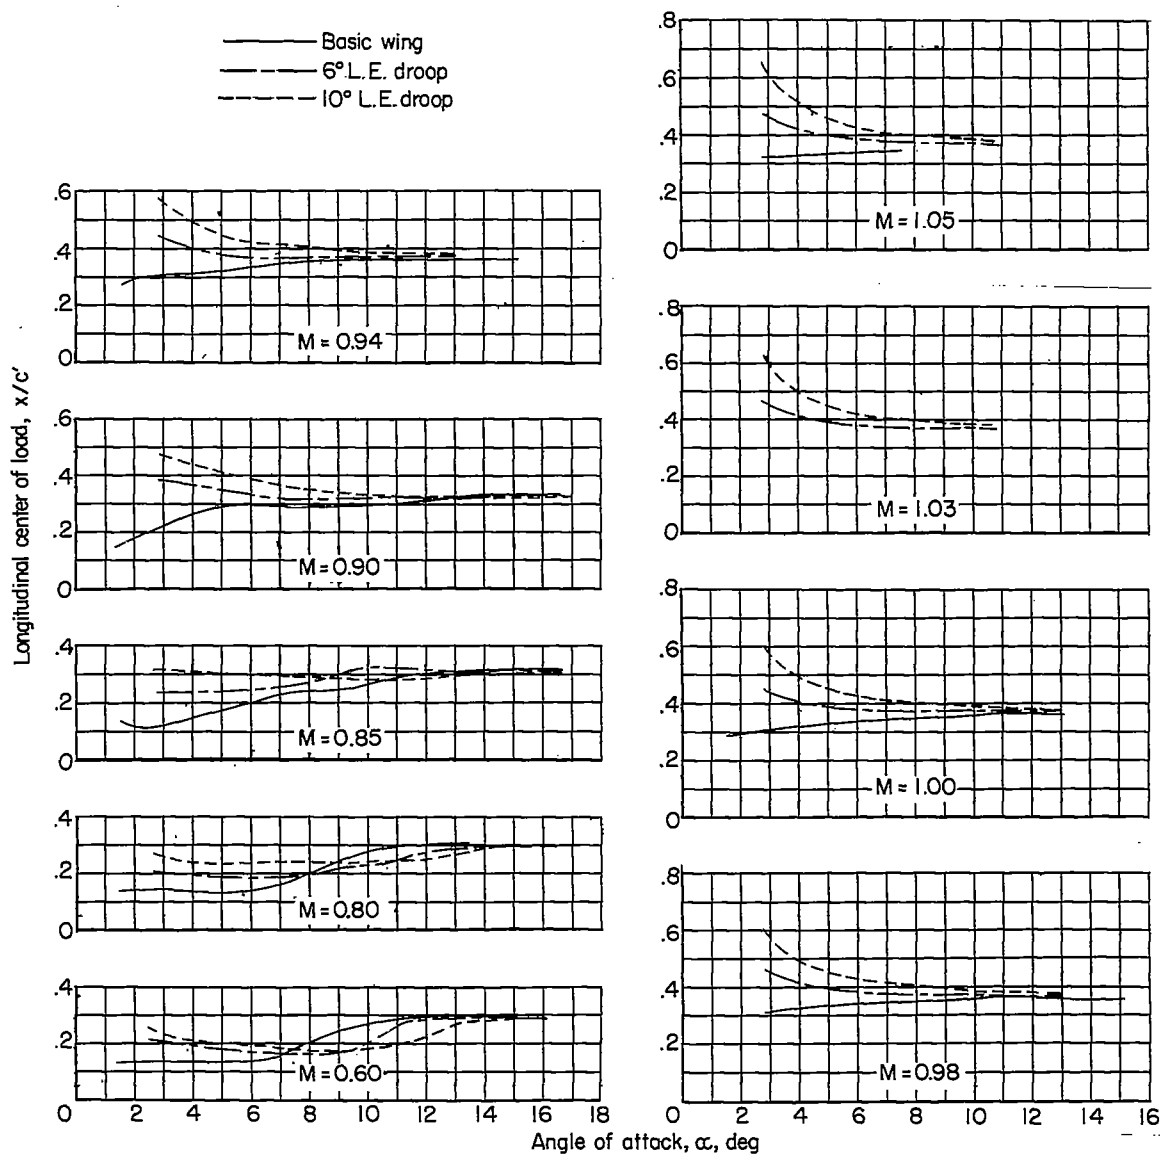 Basic wing
6° L.E. droop
10° L.E. droop
Longitudinal center of load, x/c′
.6
.4
.2
0
M = 0.94
.6
.4
.2
0
M = 0.90
.4
.2
0
M = 0.85
.4
.2
0
M = 0.80
.4
.2
0
M = 0.60
0 2 4 6 8 10 12 14 16 18
.8
.6
.4
.2
0
M = 1.05
.8
.6
.4
.2
0
M = 1.03
.8
.6
.4
.2
0
M = 1.00
.8
.6
.4
.2
M = 0.98
0 2 4 6 8 10 12 14 16
Angle of attack, α, deg